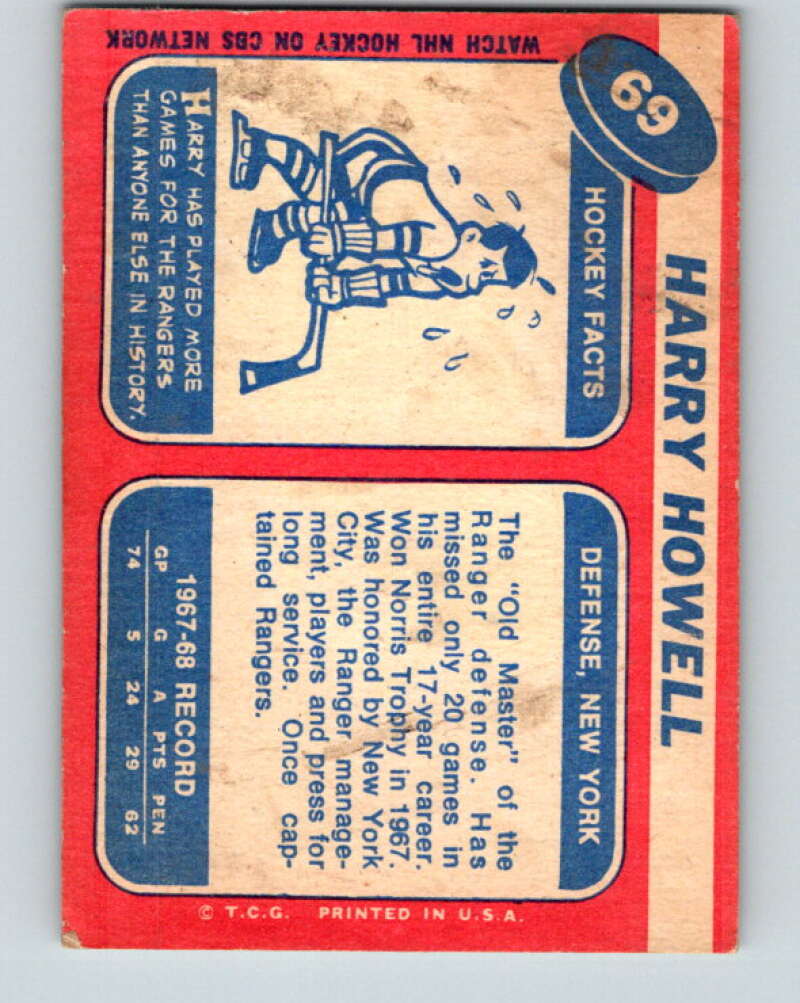 69
HARRY HOWELL
HOCKEY FACTS
HARRY HAS PLAYED MORE
GAMES FOR THE RANGERS
THAN ANYONE ELSE IN HISTORY.
WATCH NHL HOCKEY ON CBS NETWORK
DEFENSE, NEW YORK
The "Old Master" of the
Ranger defense. Has
missed only 20 games in
his entire 17-year career.
Won Norris Trophy in 1967.
Was honored by New York
City, the Ranger manage-
ment, players and press for
long service. Once cap-
tained Rangers.
1967-68 RECORD
GP G A PTS PEN
74 5 24 29 62
© T.C.G. PRINTED IN U.S.A.